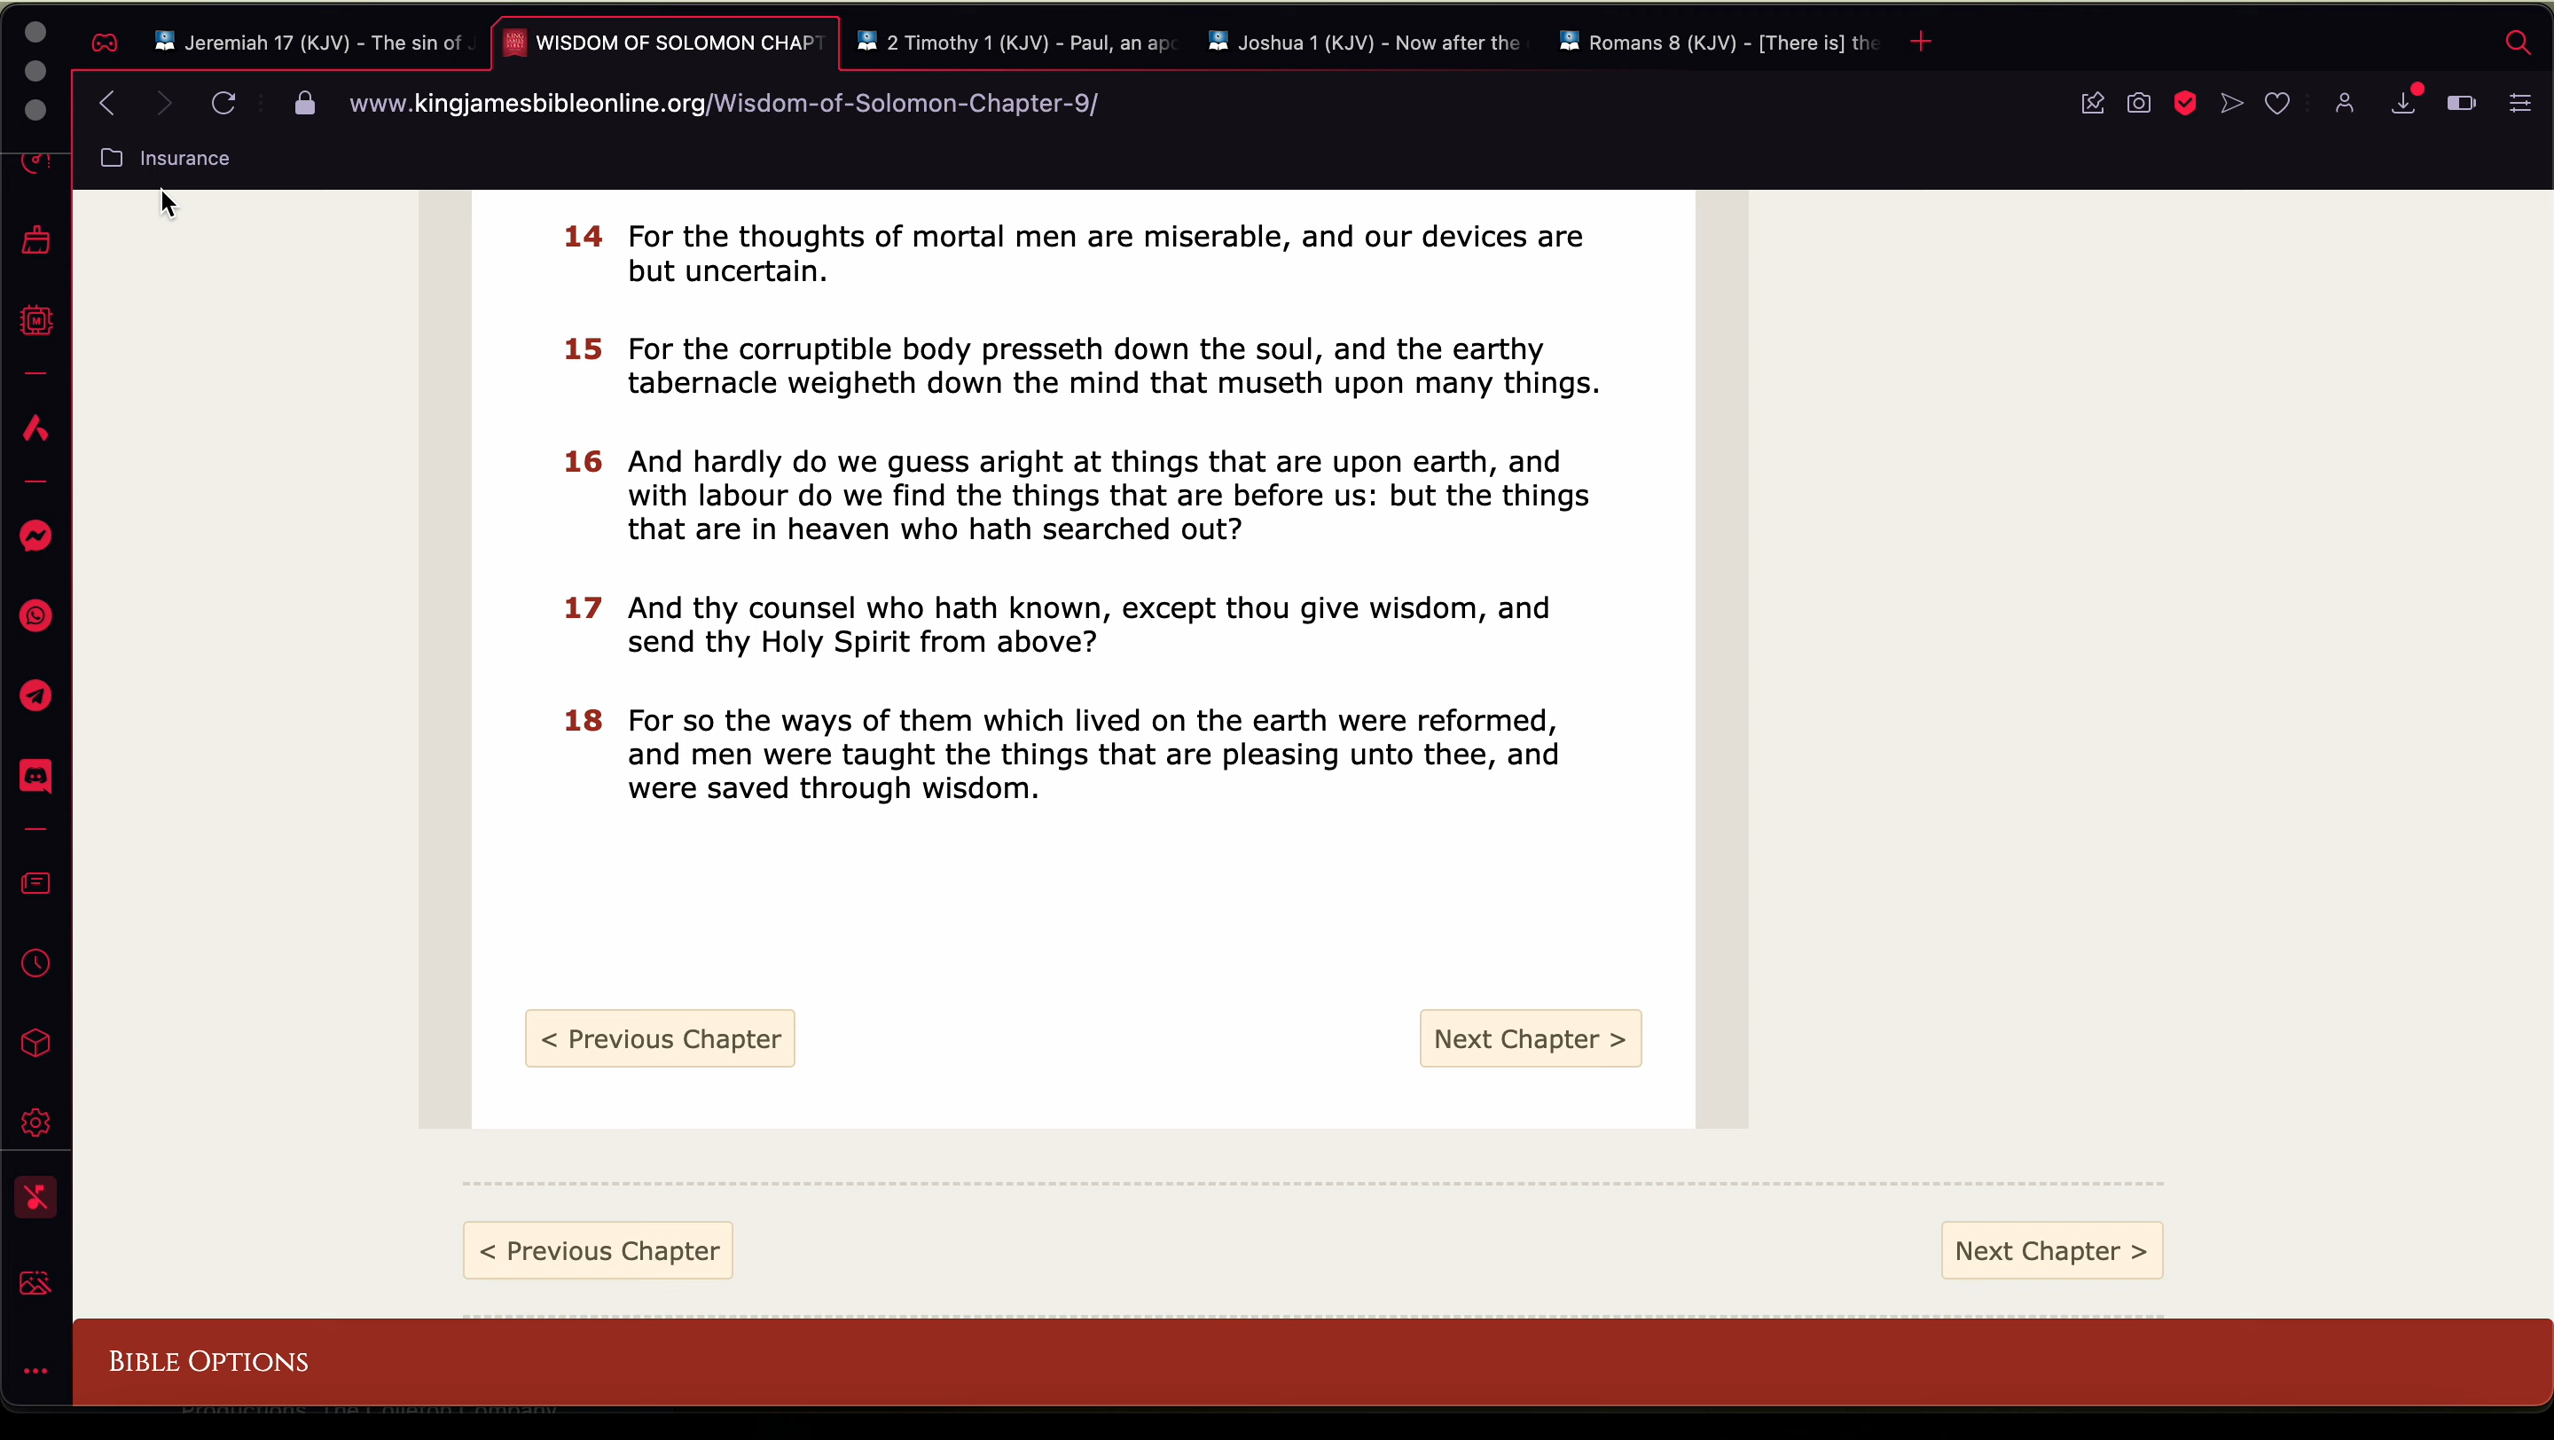 Jeremiah 17 (KJV) - The sin of
WISDOM OF SOLOMON CHAPT
2 Timothy 1 (KJV) - Paul, an apo
Joshua 1 (KJV) - Now after the
Romans 8 (KJV) - [There is] the
www.kingjamesbibleonline.org/Wisdom-of-Solomon-Chapter-9/
Insurance
14 For the thoughts of mortal men are miserable, and our devices are
but uncertain.
15 For the corruptible body presseth down the soul, and the earthy
tabernacle weigheth down the mind that museth upon many things.
16 And hardly do we guess aright at things that are upon earth, and
with labour do we find the things that are before us: but the things
that are in heaven who hath searched out?
17 And thy counsel who hath known, except thou give wisdom, and
send thy Holy Spirit from above?
18 For so the ways of them which lived on the earth were reformed,
and men were taught the things that are pleasing unto thee, and
were saved through wisdom.
< Previous Chapter
Next Chapter >
< Previous Chapter
Next Chapter >
BIBLE OPTIONS